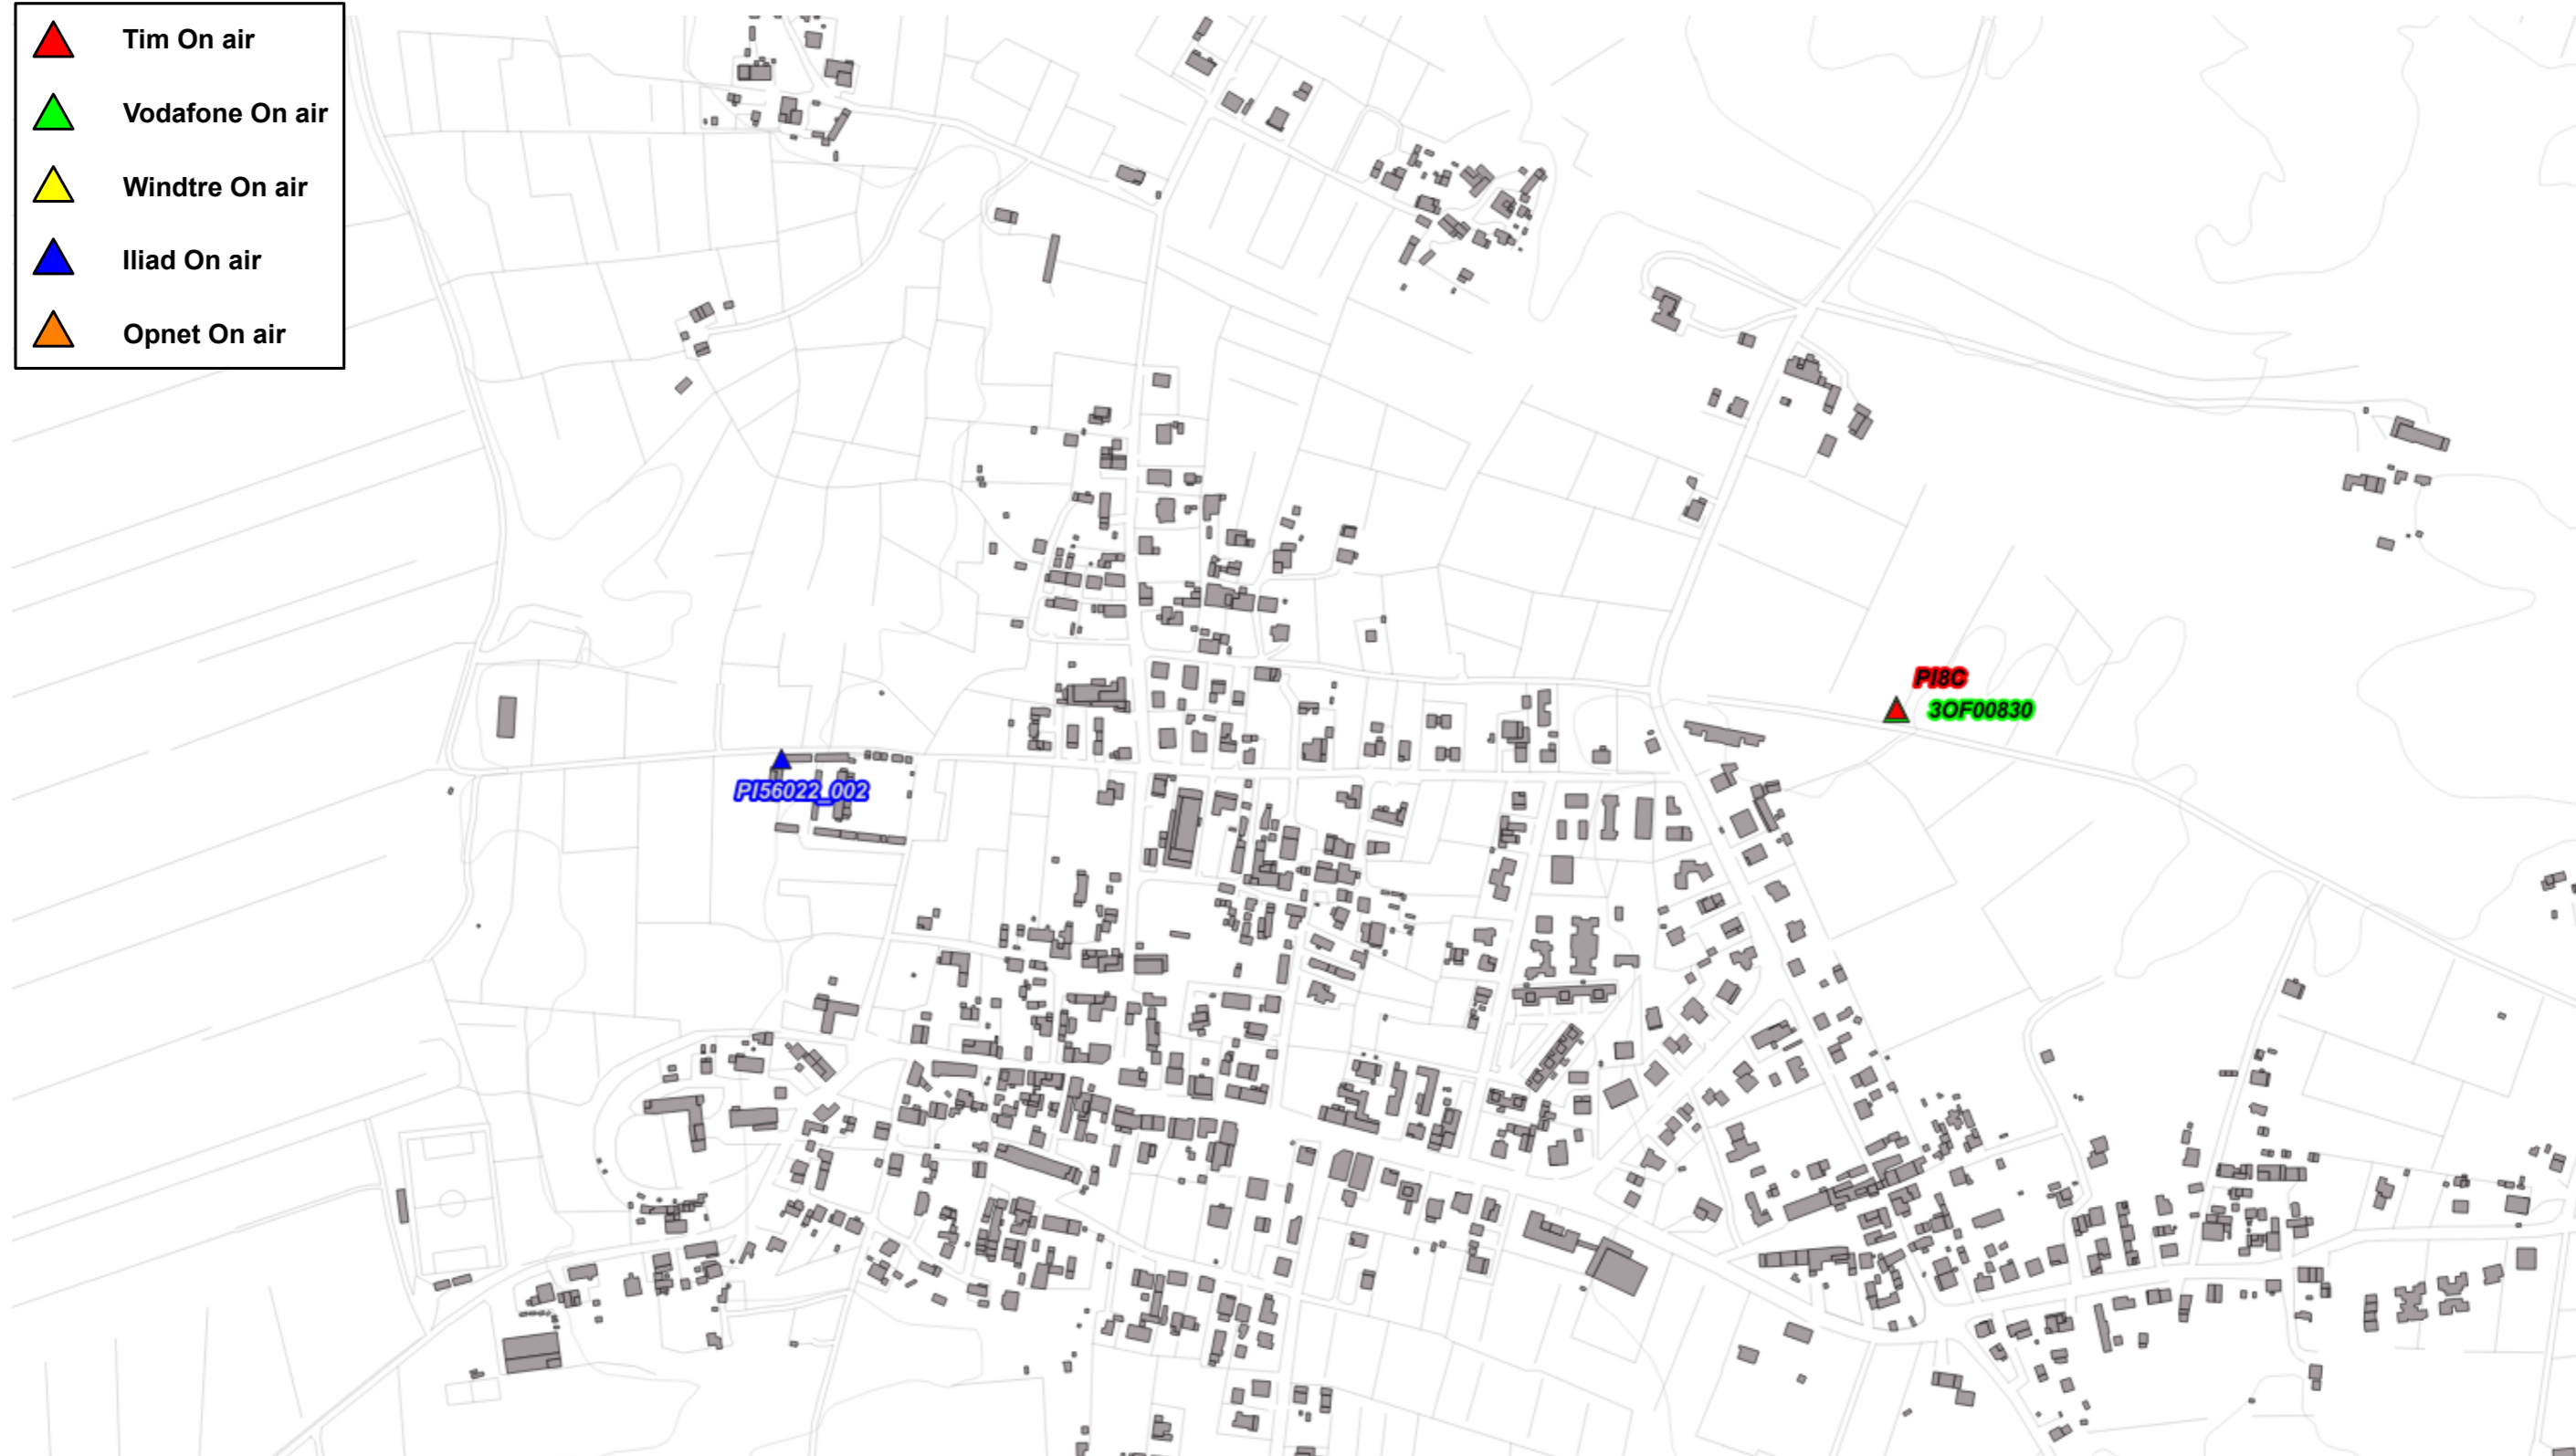 Tim On air
Vodafone On air
Windtre On air
Iliad On air
Opnet On air
PI8C
3OF00830
PI56022_002